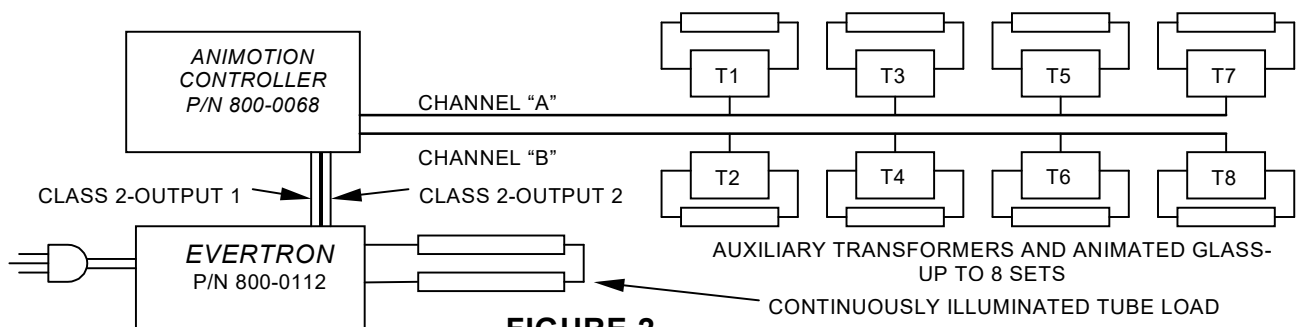 ANIMOTION
CONTROLLER
P/N 800-0068
CHANNEL “A”
CHANNEL “B”
T1
T3
T5
T7
T2
T4
T6
T8
CLASS 2-OUTPUT 1
CLASS 2-OUTPUT 2
EVERTRON
P/N 800-0112
AUXILIARY TRANSFORMERS AND ANIMATED GLASS-
UP TO 8 SETS
CONTINUOUSLY ILLUMINATED TUBE LOAD
FIGURE 2